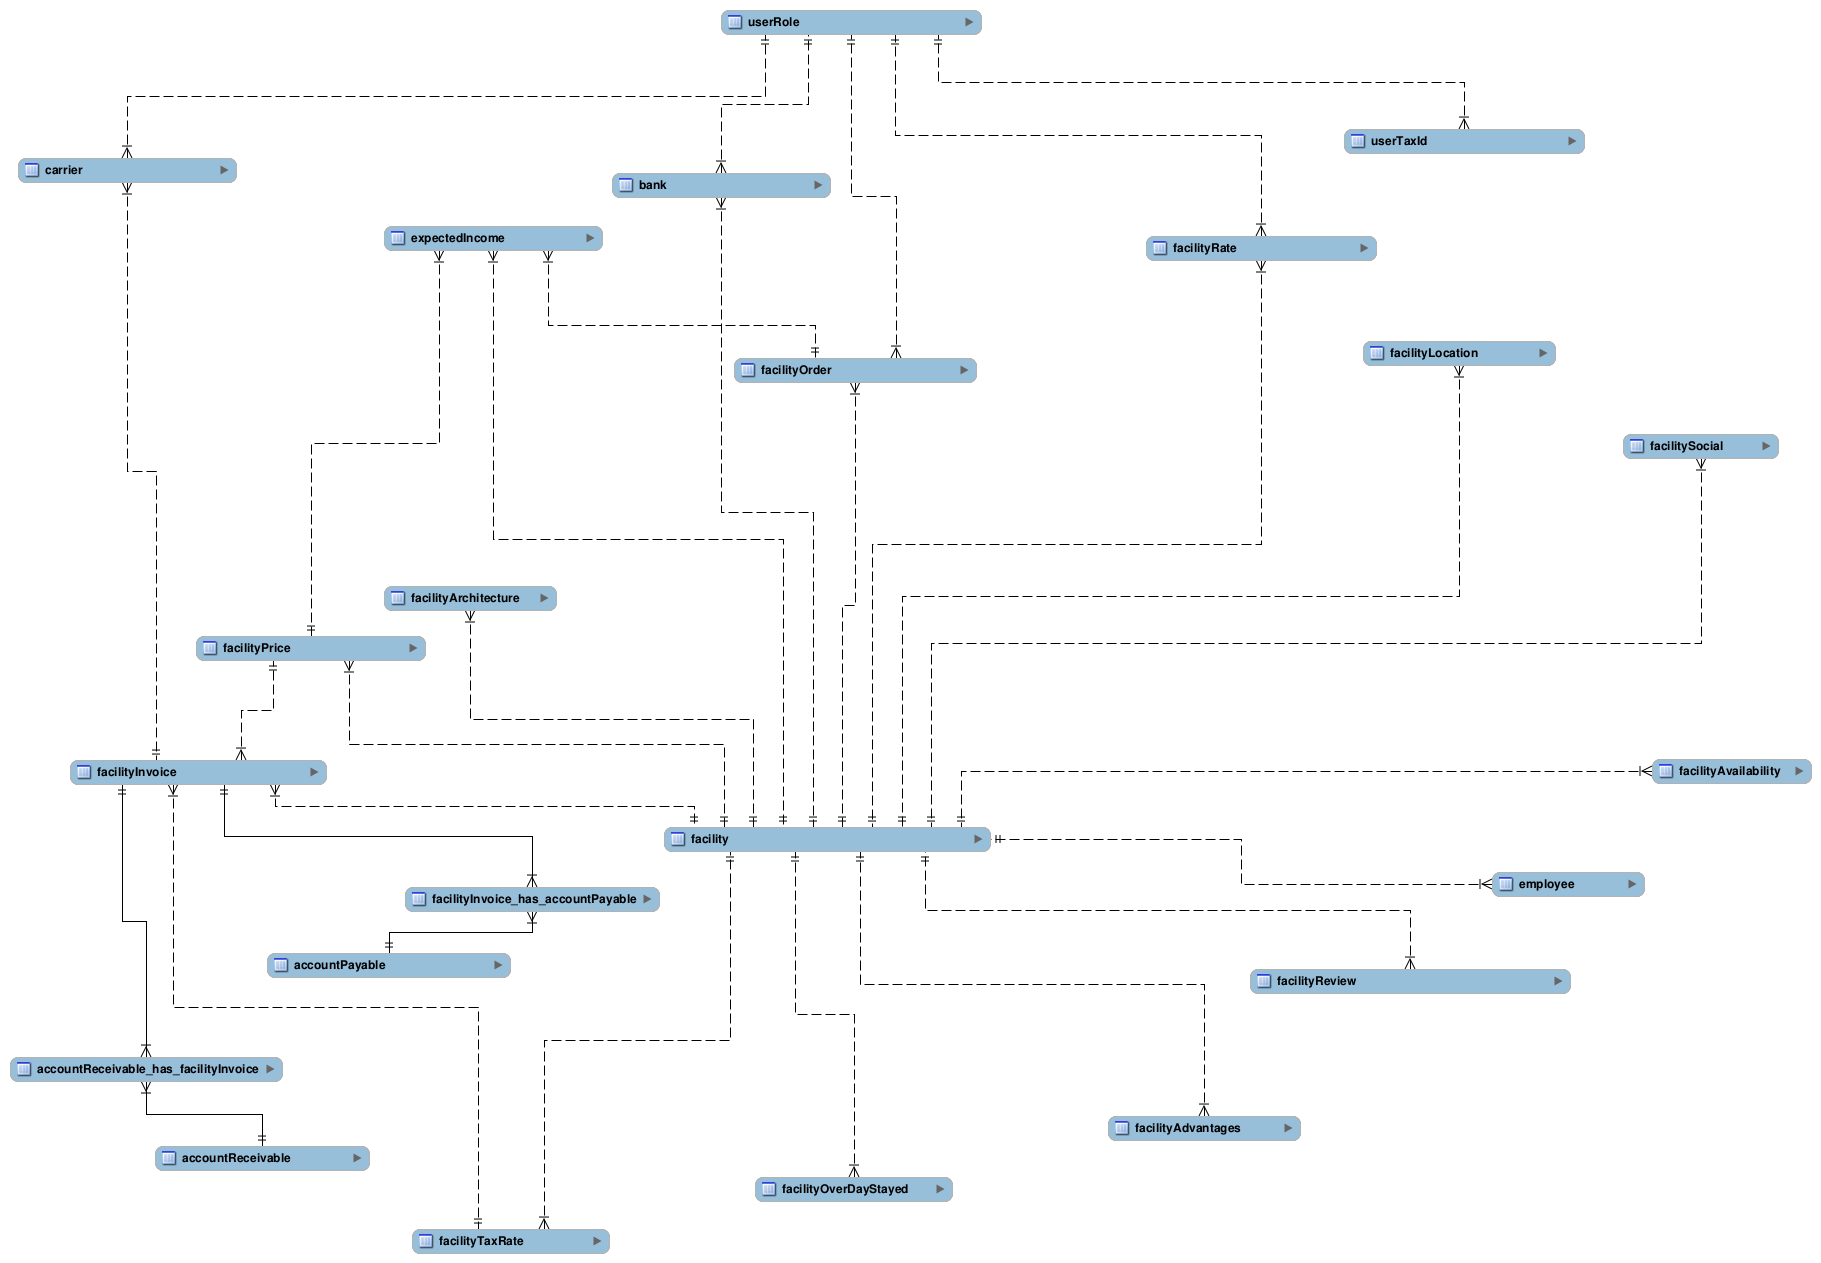 userRole
userTaxId
carrier
bank
expectedIncome
facilityRate
facilityLocation
facilityOrder
facilitySocial
facilityArchitecture
facilityPrice
facilityInvoice
facilityAvailability
facility
employee
facilityInvoice_has_accountPayable
accountPayable
facilityReview
accountReceivable_has_facilityInvoice
facilityAdvantages
accountReceivable
facilityOverDayStayed
facilityTaxRate